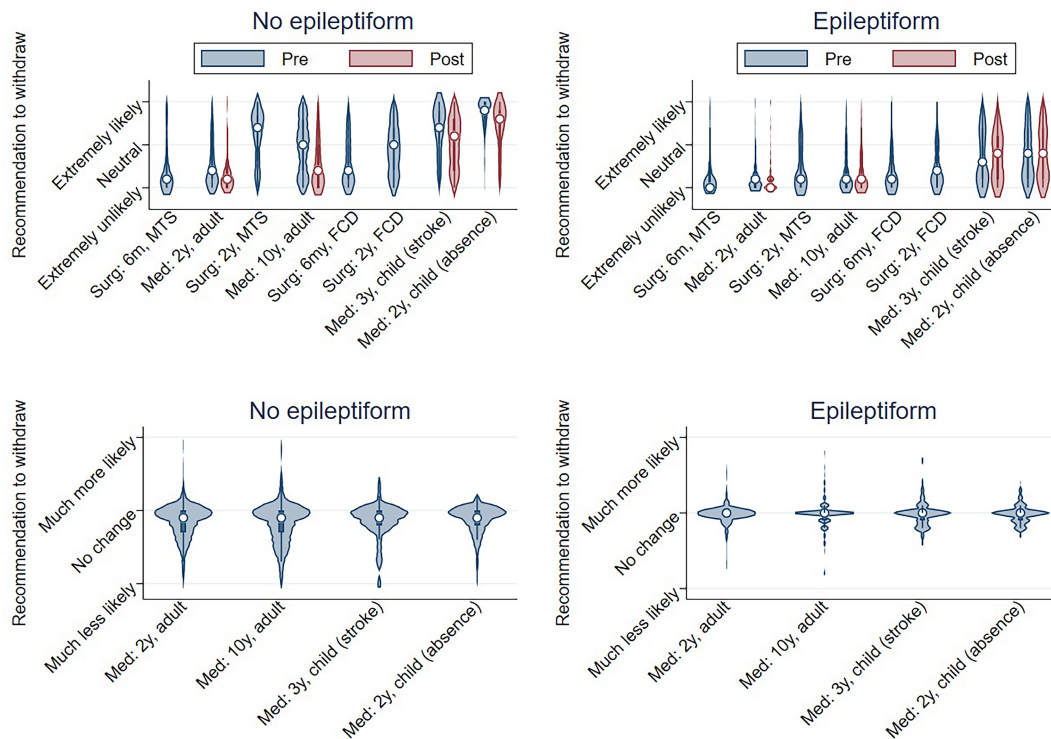 No epileptiform
Pre
Post
Recommendation to withdraw
Extremely likely
Neutral
Extremely unlikely
Surg: 6m, MTS
Med: 2y, adult
Surg: 2y, MTS
Med: 10y, adult
Surg: 6my, FCD
Surg: 2y, FCD
Med: 3y, child (stroke)
Med: 2y, child (absence)
Epileptiform
Pre
Post
Recommendation to withdraw
Extremely likely
Neutral
Extremely unlikely
Surg: 6m, MTS
Med: 2y, adult
Surg: 2y, MTS
Med: 10y, adult
Surg: 6my, FCD
Surg: 2y, FCD
Med: 3y, child (stroke)
Med: 2y, child (absence)
No epileptiform
Recommendation to withdraw
Much more likely
No change
Much less likely
Med: 2y, adult
Med: 10y, adult
Med: 3y, child (stroke)
Med: 2y, child (absence)
Epileptiform
Recommendation to withdraw
Much more likely
No change
Much less likely
Med: 2y, adult
Med: 10y, adult
Med: 3y, child (stroke)
Med: 2y, child (absence)